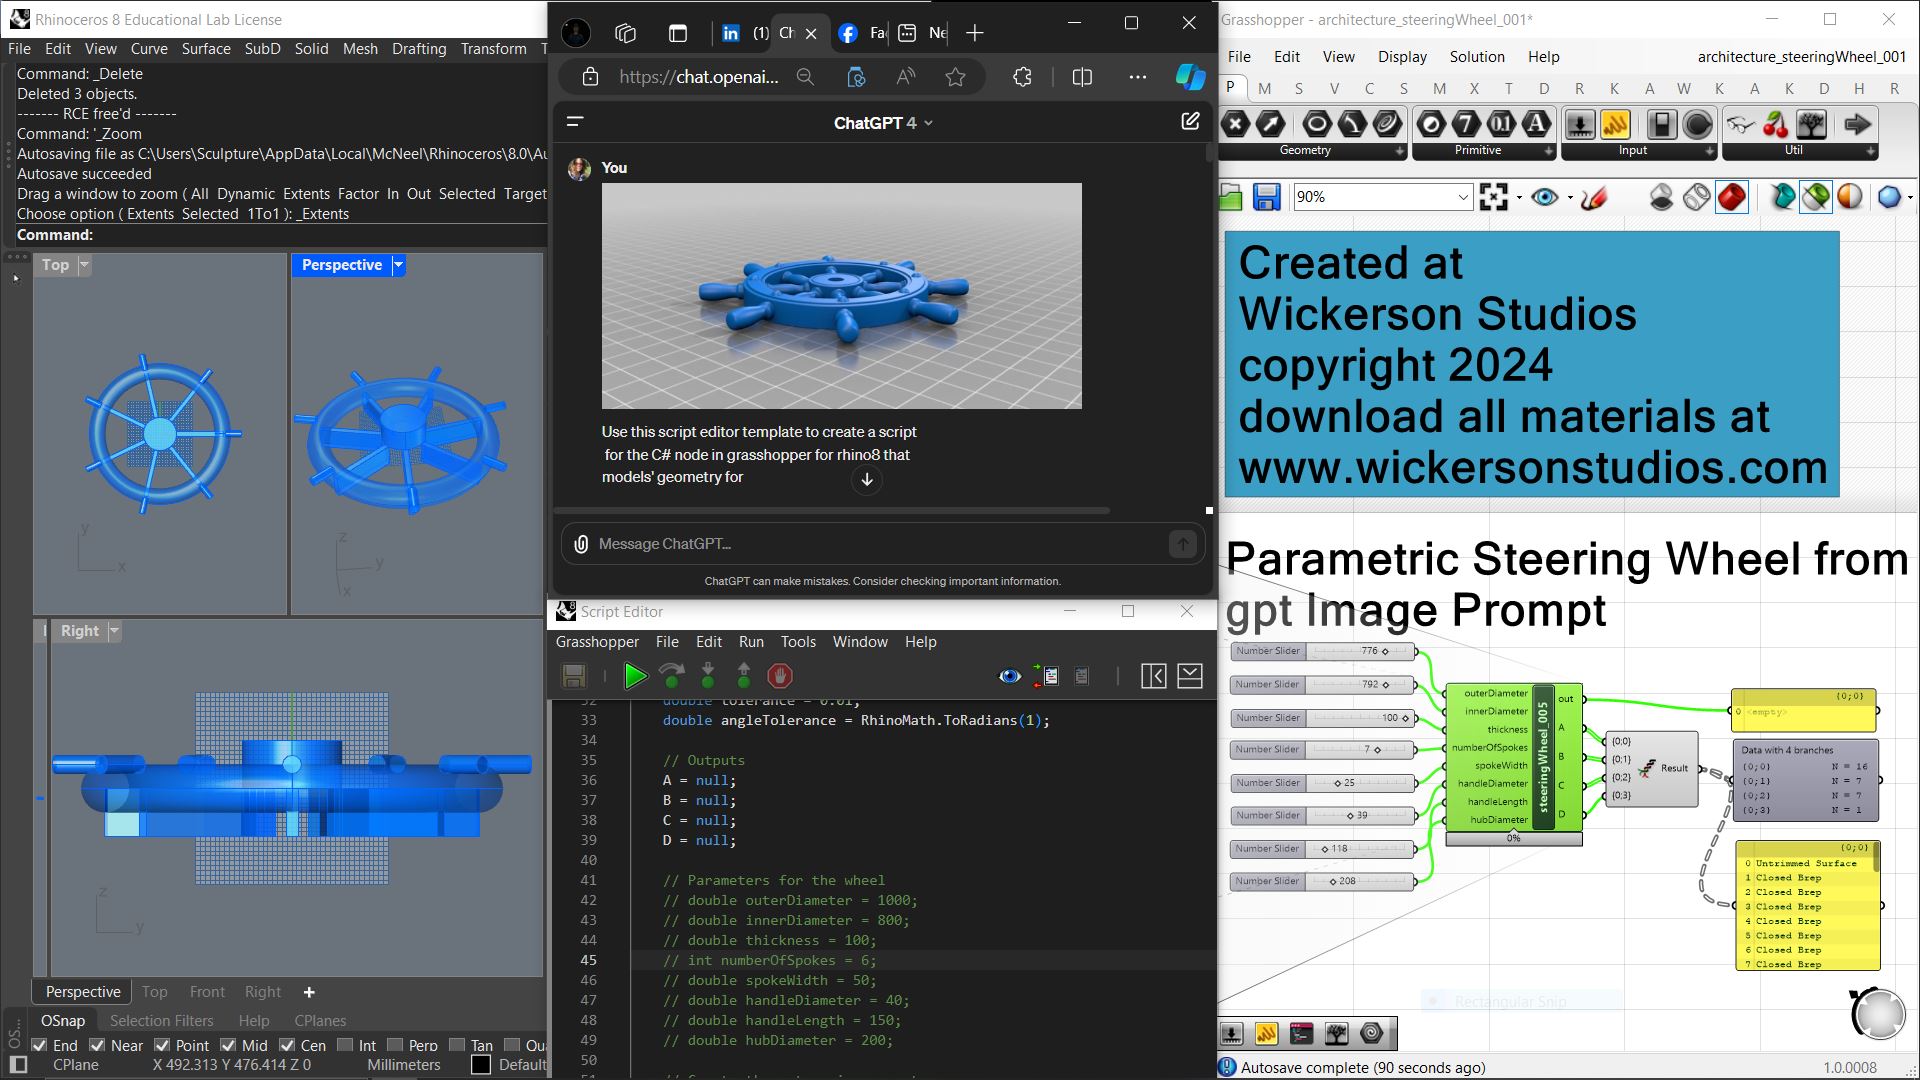 Rhinoceros 8 Educational Lab License
File Edit View Curve Surface SubD Solid Mesh Drafting Transform T
Command: _Delete
Deleted 3 objects.
------- RCE free'd -------
Command: '_Zoom
Autosaving file as C:\Users\Sculpture\AppData\Local\McNeel\Rhinoceros\8.0\Au
Autosave succeeded
Drag a window to zoom ( All Dynamic Extents Factor In Out Selected Target
Choose option ( Extents Selected 1To1 ): _Extents
Command:
Top
Perspective
y
x
z
y
x
Right
z
y
Perspective Top Front Right +
OSnap Selection Filters Help CPlanes
OS...
End Near Point Mid Cen Int Perp Tan Qu
CPlane X 492.313 Y 476.414 Z 0 Millimeters Default
in (1) Ch Fa Ne
https://chat.openai...
ChatGPT 4
You
Use this script editor template to create a script
for the C# node in grasshopper for rhino8 that
models' geometry for
Message ChatGPT...
ChatGPT can make mistakes. Consider checking important information.
8
Script Editor
Grasshopper File Edit Run Tools Window Help
32 double tolerance = 0.01;
33 double angleTolerance = RhinoMath.ToRadians(1);
34
35 // Outputs
36 A = null;
37 B = null;
38 C = null;
39 D = null;
40
41 // Parameters for the wheel
42 // double outerDiameter = 1000;
43 // double innerDiameter = 800;
44 // double thickness = 100;
45 // int numberOfSpokes = 6;
46 // double spokeWidth = 50;
47 // double handleDiameter = 40;
48 // double handleLength = 150;
49 // double hubDiameter = 200;
50
Grasshopper - architecture_steeringWheel_001*
File Edit View Display Solution Help architecture_steeringWheel_001
P M S V C S M X T D R K A W K A K D H R
Geometry Primitive Input Util
90%
Created at
Wickerson Studios
copyright 2024
download all materials at
www.wickersonstudios.com
Parametric Steering Wheel from
gpt Image Prompt
Number Slider 776
Number Slider 792
Number Slider 100
Number Slider 7
Number Slider 25
Number Slider 39
Number Slider 118
Number Slider 208
outerDiameter
innerDiameter
thickness
numberOfSpokes
spokeWidth
handleDiameter
handleLength
hubDiameter
steeringWheel_005
out
A
B
C
D
0%
{0;0}
{0;1}
{0;2}
{0;3}
Result
{0;0}
0 <empty>
Data with 4 branches
{0;0} N = 16
{0;1} N = 7
{0;2} N = 7
{0;3} N = 1
{0;0}
0 Untrimmed Surface
1 Closed Brep
2 Closed Brep
3 Closed Brep
4 Closed Brep
5 Closed Brep
6 Closed Brep
7 Closed Brep
Rectangular Snip
Autosave complete (90 seconds ago) 1.0.0008